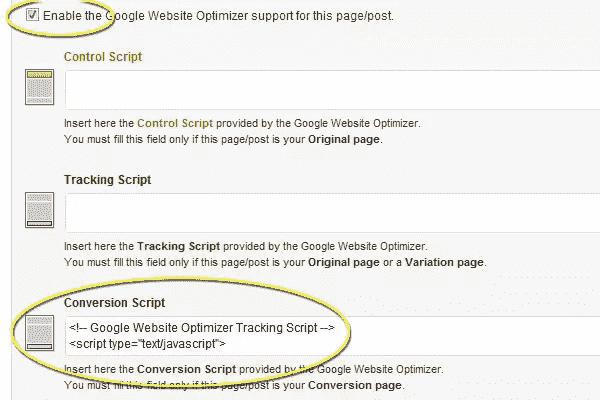 Enable the Google Website Optimizer support for this page/post.
Control Script
Insert here the Control Script provided by the Google Website Optimizer.
You must fill this field only if this page/post is your Original page.
Tracking Script
Insert here the Tracking Script provided by the Google Website Optimizer.
You must fill this field only if this page/post is your Original page or a Variation page.
Conversion Script
<!-- Google Website Optimizer Tracking Script -->
<script type="text/javascript">
Insert here the Conversion Script provided by the Google Website Optimizer.
You must fill this field only if this page/post is your Conversion page.